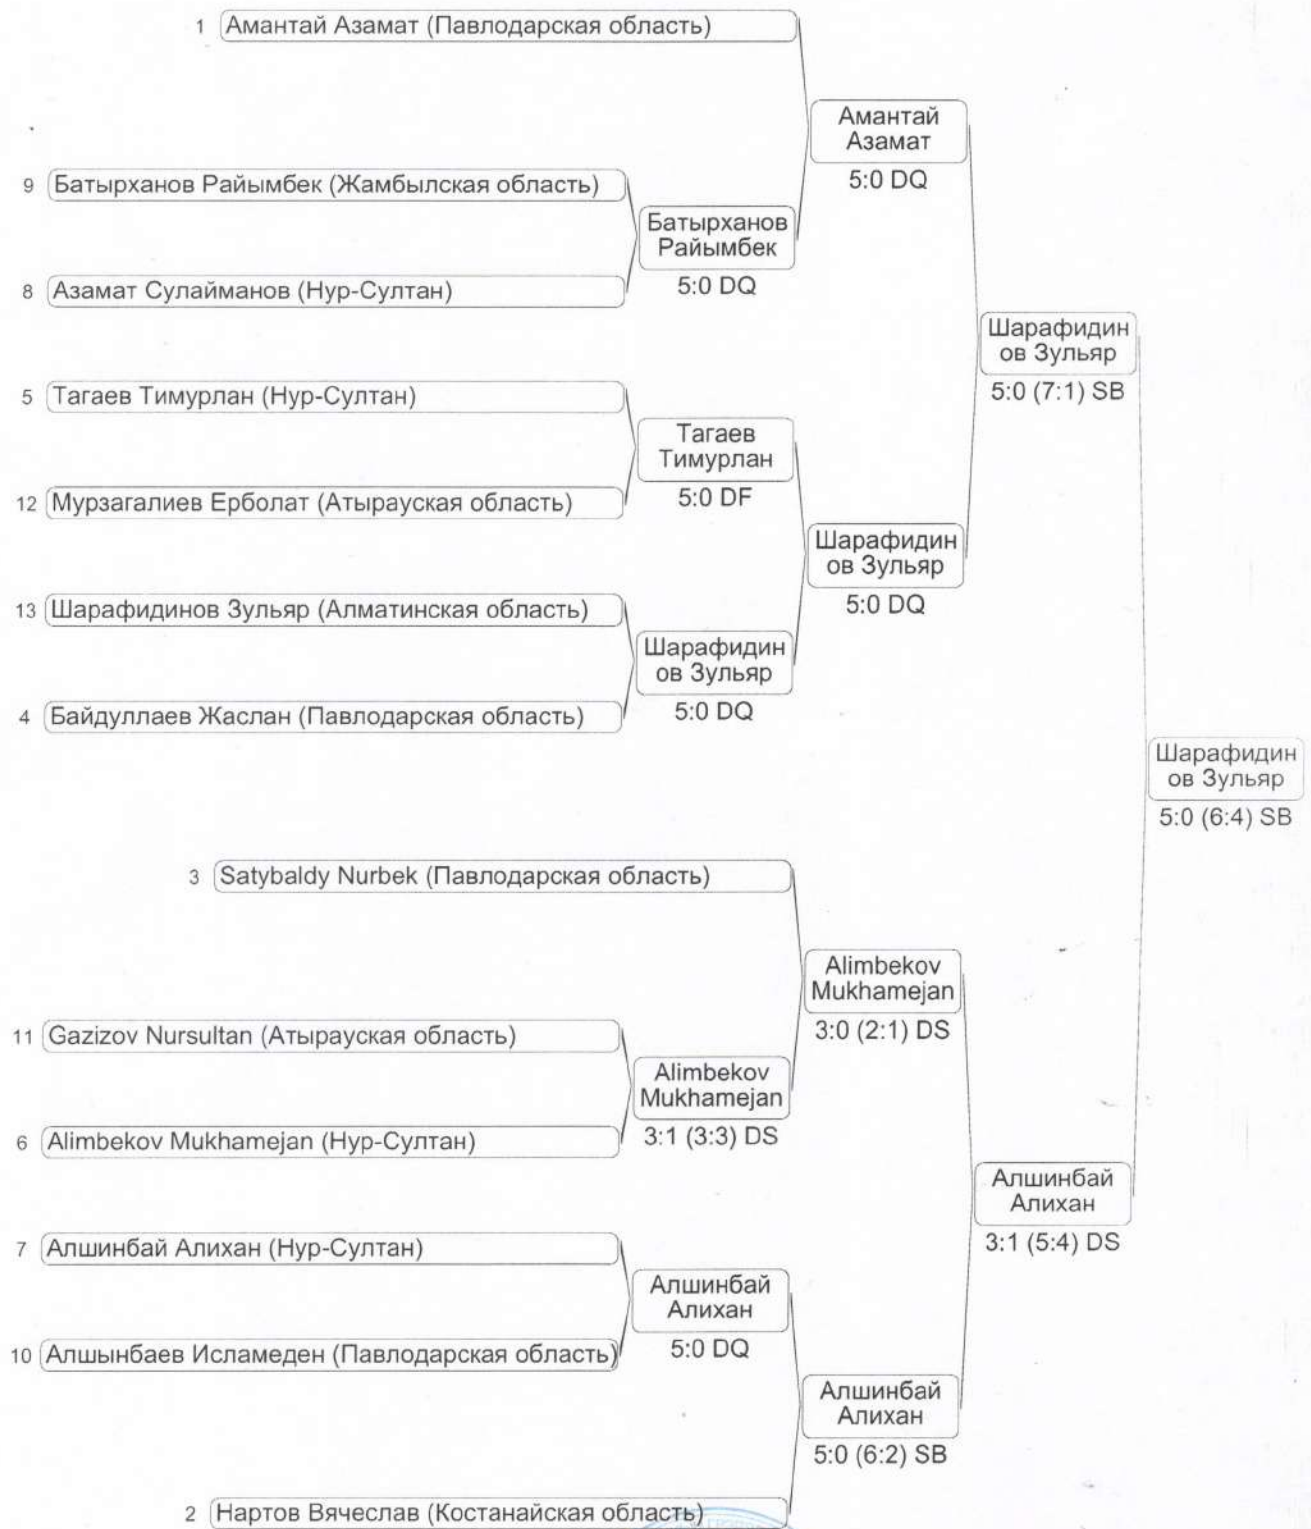 1 Амантай Азамат (Павлодарская область)
Амантай
Азамат
5:0 DQ
9 Батырханов Райымбек (Жамбылская область)
Батырханов
Райымбек
5:0 DQ
8 Азамат Сулайманов (Нур-Султан)
Шарафидин
ов Зульяр
5:0 (7:1) SB
5 Тагаев Тимурлан (Нур-Султан)
Тагаев
Тимурлан
5:0 DF
12 Мурзагалиев Ерболат (Атырауская область)
Шарафидин
ов Зульяр
5:0 DQ
13 Шарафидинов Зульяр (Алматинская область)
Шарафидин
ов Зульяр
5:0 DQ
4 Байдуллаев Жаслан (Павлодарская область)
Шарафидин
ов Зульяр
5:0 (6:4) SB
3 Satybaldy Nurbek (Павлодарская область)
Alimbekov
Mukhamejan
3:0 (2:1) DS
11 Gazizov Nursultan (Атырауская область)
Alimbekov
Mukhamejan
3:1 (3:3) DS
6 Alimbekov Mukhamejan (Нур-Султан)
Алшинбай
Алихан
3:1 (5:4) DS
7 Алшинбай Алихан (Нур-Султан)
Алшинбай
Алихан
5:0 DQ
10 Алшынбаев Исламеден (Павлодарская область)
Алшинбай
Алихан
5:0 (6:2) SB
2 Нартов Вячеслав (Костанайская область)